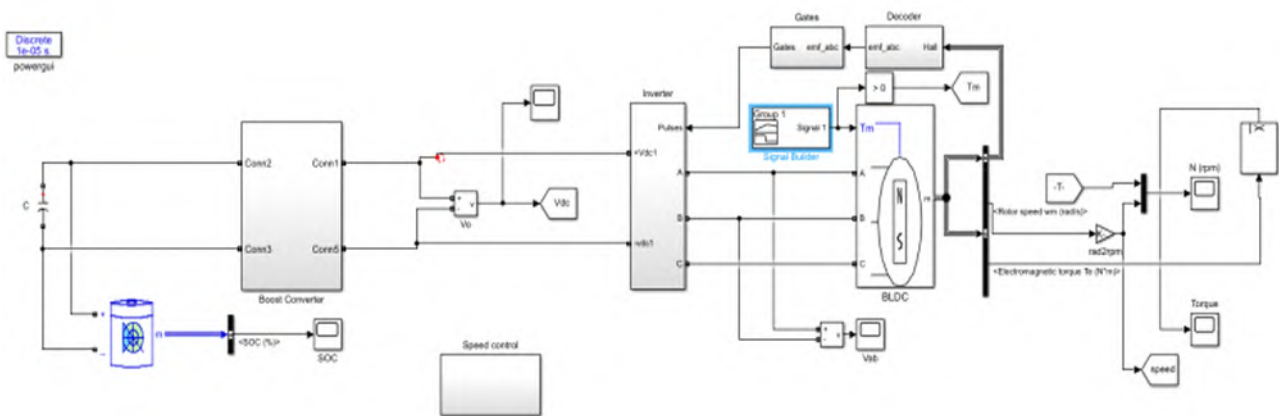 Discrete
1e-05 s.
powergui
C
Conn2
Conn3
Conn1
Conn5
Boost Converter
+
-
m
<SOC (%)>
SOC
Speed control
+
-
v
Vo
Vdc
Inverter
Pulses
+Vdc1
-vdc1
A
B
C
Gates
Gates
emf_abc
Decoder
emf_abc
Hall
> 0
Tm
Group 1
Signal 1
Signal Builder
Tm
A
B
C
N
S
m
BLDC
+
-
v
Vab
<Rotor speed wm (rad/s)>
<Electromagnetic torque Te (N*m)>
-T-
rad2rpm
N (rpm)
Torque
speed